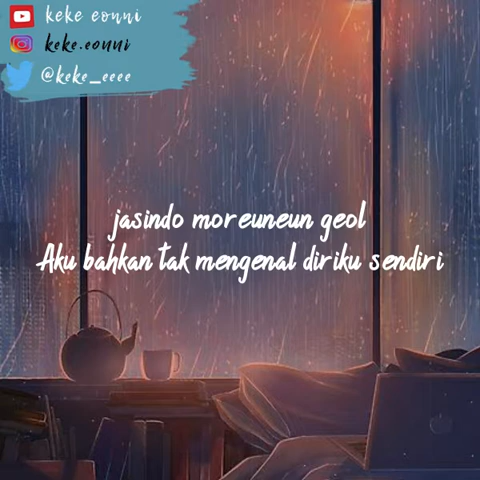 keke eonni
keke.eonni
@keke_eeee
jasindo moreuneun geol
Aku bahkan tak mengenal diriku sendiri